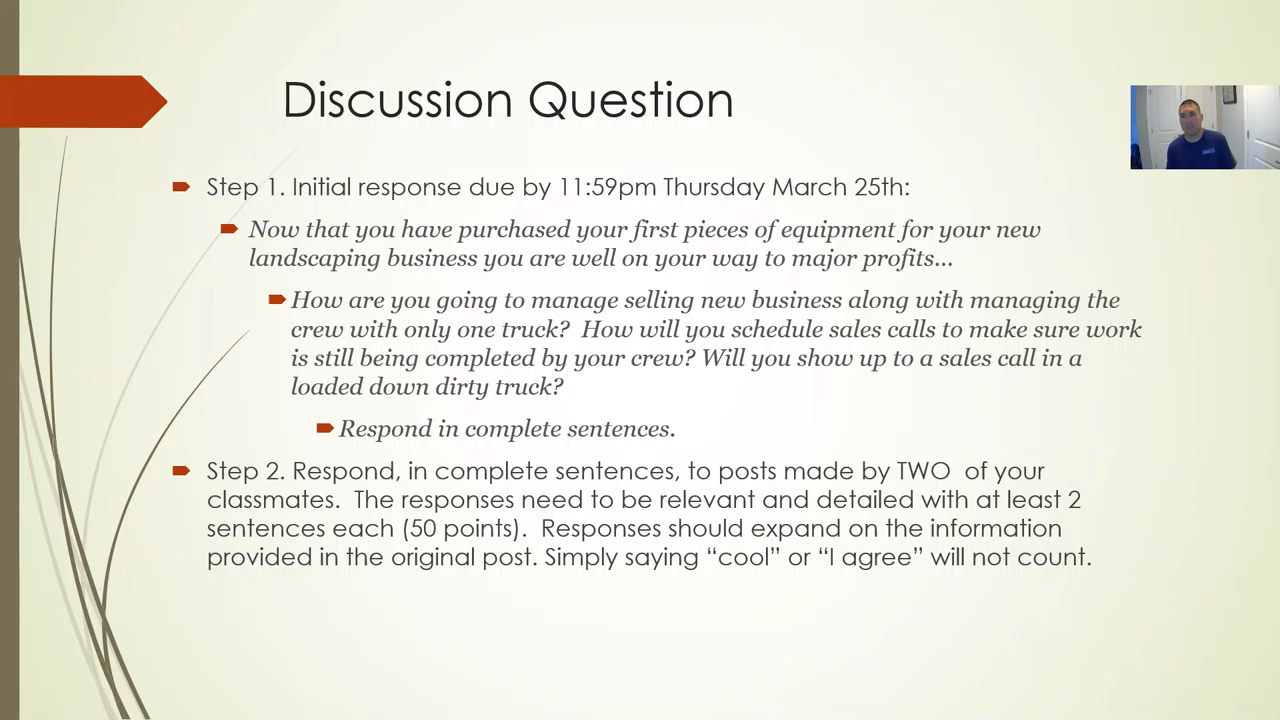 Discussion Question
Step 1. Initial response due by 11:59pm Thursday March 25th:
Now that you have purchased your first pieces of equipment for your new
landscaping business you are well on your way to major profits...
How are you going to manage selling new business along with managing the
crew with only one truck?  How will you schedule sales calls to make sure work
is still being completed by your crew? Will you show up to a sales call in a
loaded down dirty truck?
Respond in complete sentences.
Step 2. Respond, in complete sentences, to posts made by TWO  of your
classmates.  The responses need to be relevant and detailed with at least 2
sentences each (50 points).  Responses should expand on the information
provided in the original post. Simply saying “cool” or “I agree” will not count.